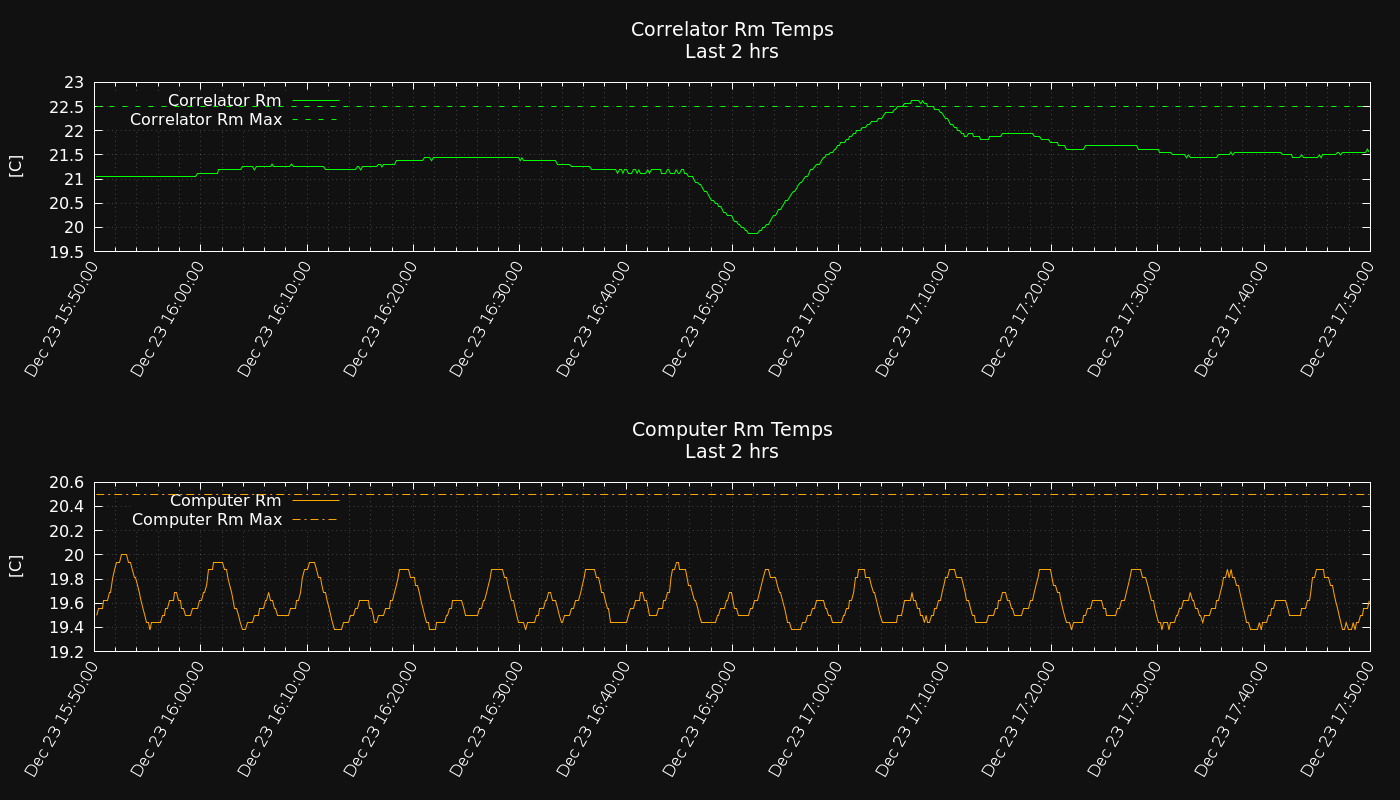 Correlator Rm Temps
Last 2 hrs
[C]
23
22.5
22
21.5
21
20.5
20
19.5
Correlator Rm
Correlator Rm Max
Dec 23 15:50:00
Dec 23 16:00:00
Dec 23 16:10:00
Dec 23 16:20:00
Dec 23 16:30:00
Dec 23 16:40:00
Dec 23 16:50:00
Dec 23 17:00:00
Dec 23 17:10:00
Dec 23 17:20:00
Dec 23 17:30:00
Dec 23 17:40:00
Dec 23 17:50:00
Computer Rm Temps
Last 2 hrs
[C]
20.6
20.4
20.2
20
19.8
19.6
19.4
19.2
Computer Rm
Computer Rm Max
Dec 23 15:50:00
Dec 23 16:00:00
Dec 23 16:10:00
Dec 23 16:20:00
Dec 23 16:30:00
Dec 23 16:40:00
Dec 23 16:50:00
Dec 23 17:00:00
Dec 23 17:10:00
Dec 23 17:20:00
Dec 23 17:30:00
Dec 23 17:40:00
Dec 23 17:50:00